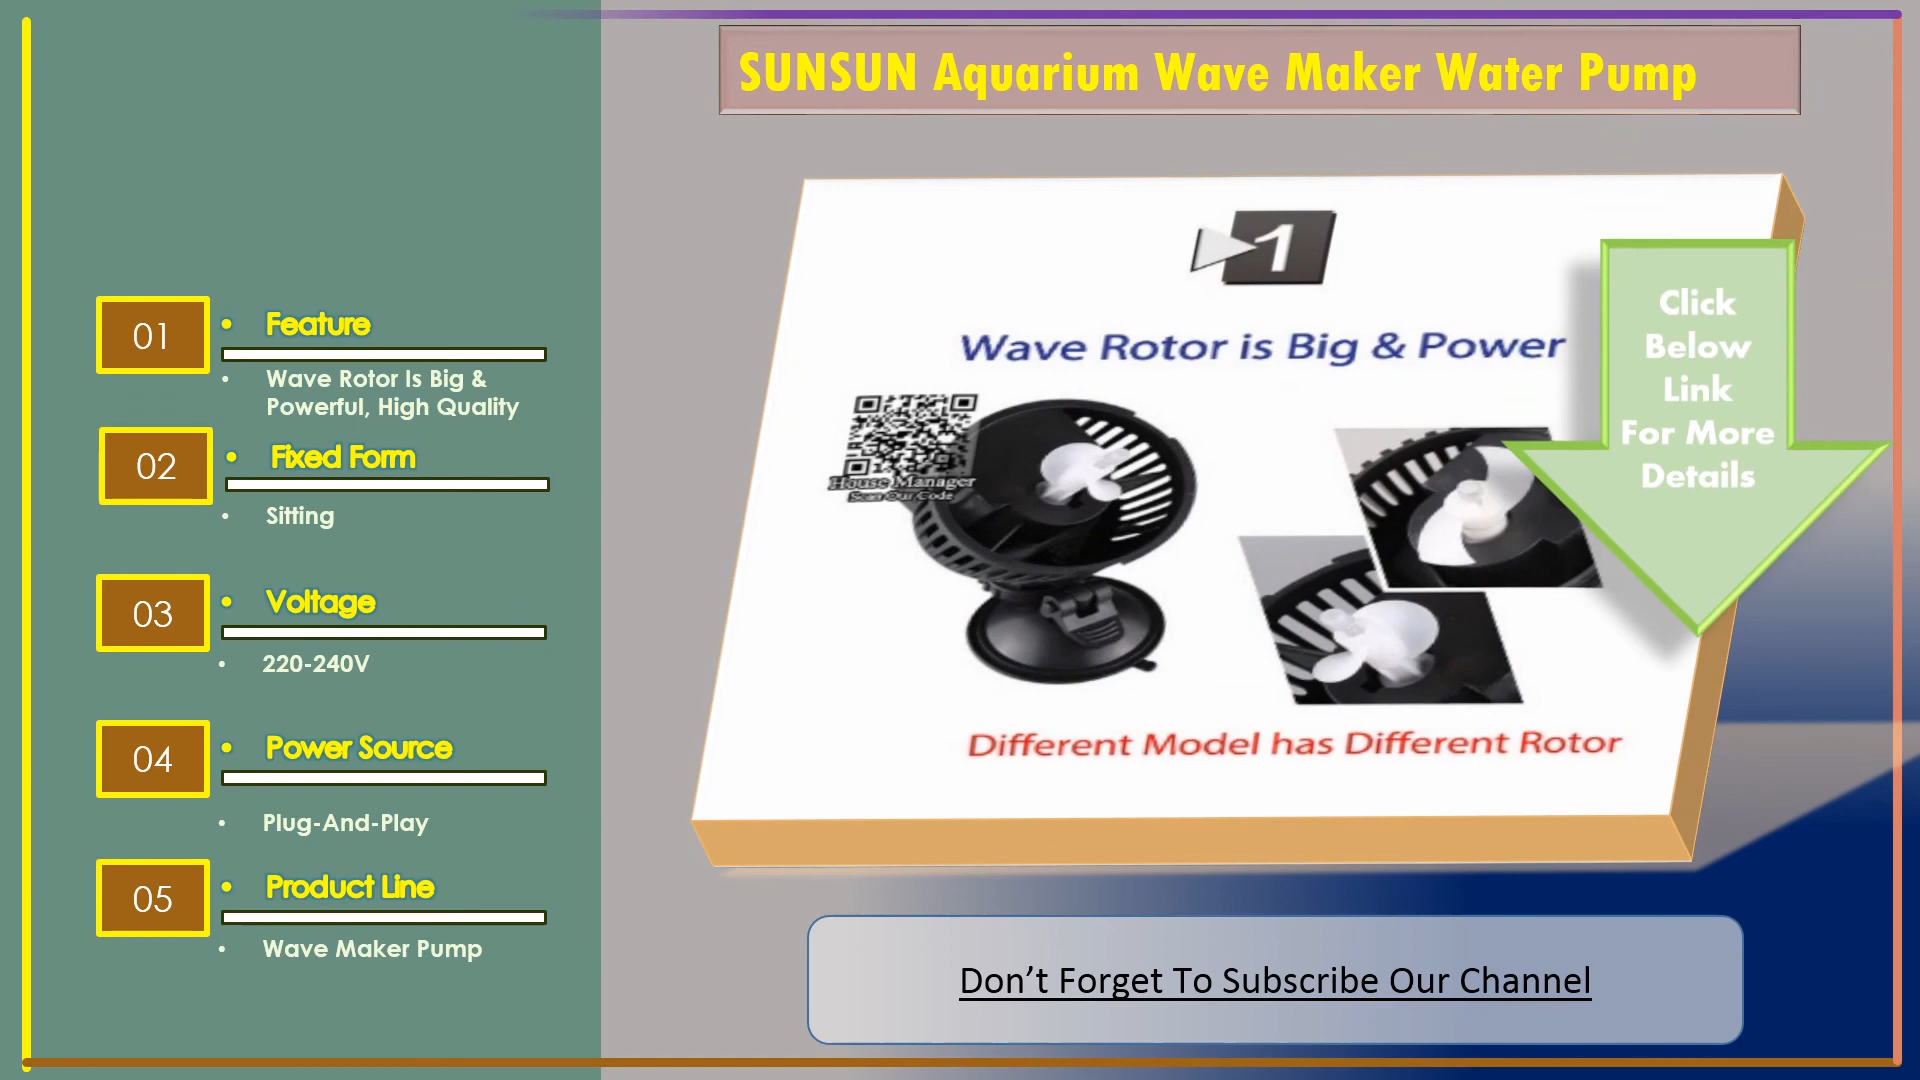 SUNSUN Aquarium Wave Maker Water Pump
01
• Feature
• Wave Rotor Is Big &
Powerful, High Quality
02
• Fixed Form
• Sitting
03
• Voltage
• 220-240V
04
• Power Source
• Plug-And-Play
05
• Product Line
• Wave Maker Pump
1
Wave Rotor is Big & Power
House Manager
Scan Our Code
Different Model has Different Rotor
Click
Below
Link
For More
Details
Don’t Forget To Subscribe Our Channel